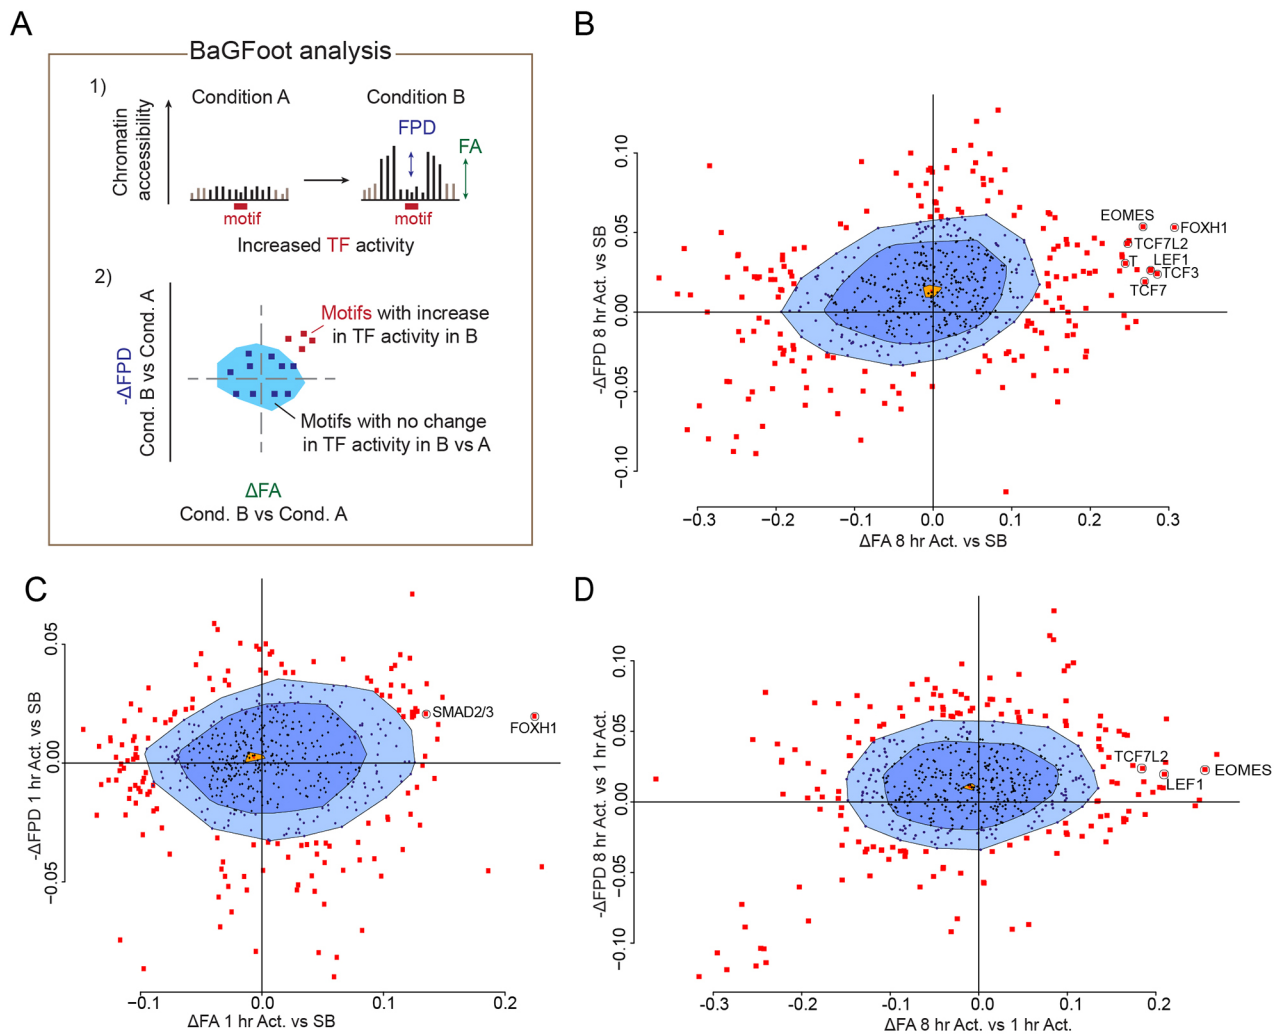 A
BaGFoot analysis
1)
Condition A
Condition B
Chromatin
accessibility
FPD
FA
motif
motif
Increased TF activity
2)
-ΔFPD
Cond. B vs Cond. A
Motifs with increase
in TF activity in B
Motifs with no change
in TF activity in B vs A
ΔFA
Cond. B vs Cond. A
B
-ΔFPD 8 hr Act. vs SB
0.10
0.05
0.00
−0.05
−0.10
EOMES
FOXH1
TCF7L2
T
LEF1
TCF3
TCF7
−0.3
−0.2
−0.1
0.0
0.1
0.2
0.3
ΔFA 8 hr Act. vs SB
C
-ΔFPD 1 hr Act. vs SB
0.05
0.00
−0.05
SMAD2/3
FOXH1
−0.1
0.0
0.1
0.2
ΔFA 1 hr Act. vs SB
D
-ΔFPD 8 hr Act. vs 1 hr Act.
0.10
0.05
0.00
−0.05
−0.10
TCF7L2
EOMES
LEF1
-0.3
-0.2
-0.1
0.0
0.1
0.2
ΔFA 8 hr Act. vs 1 hr Act.